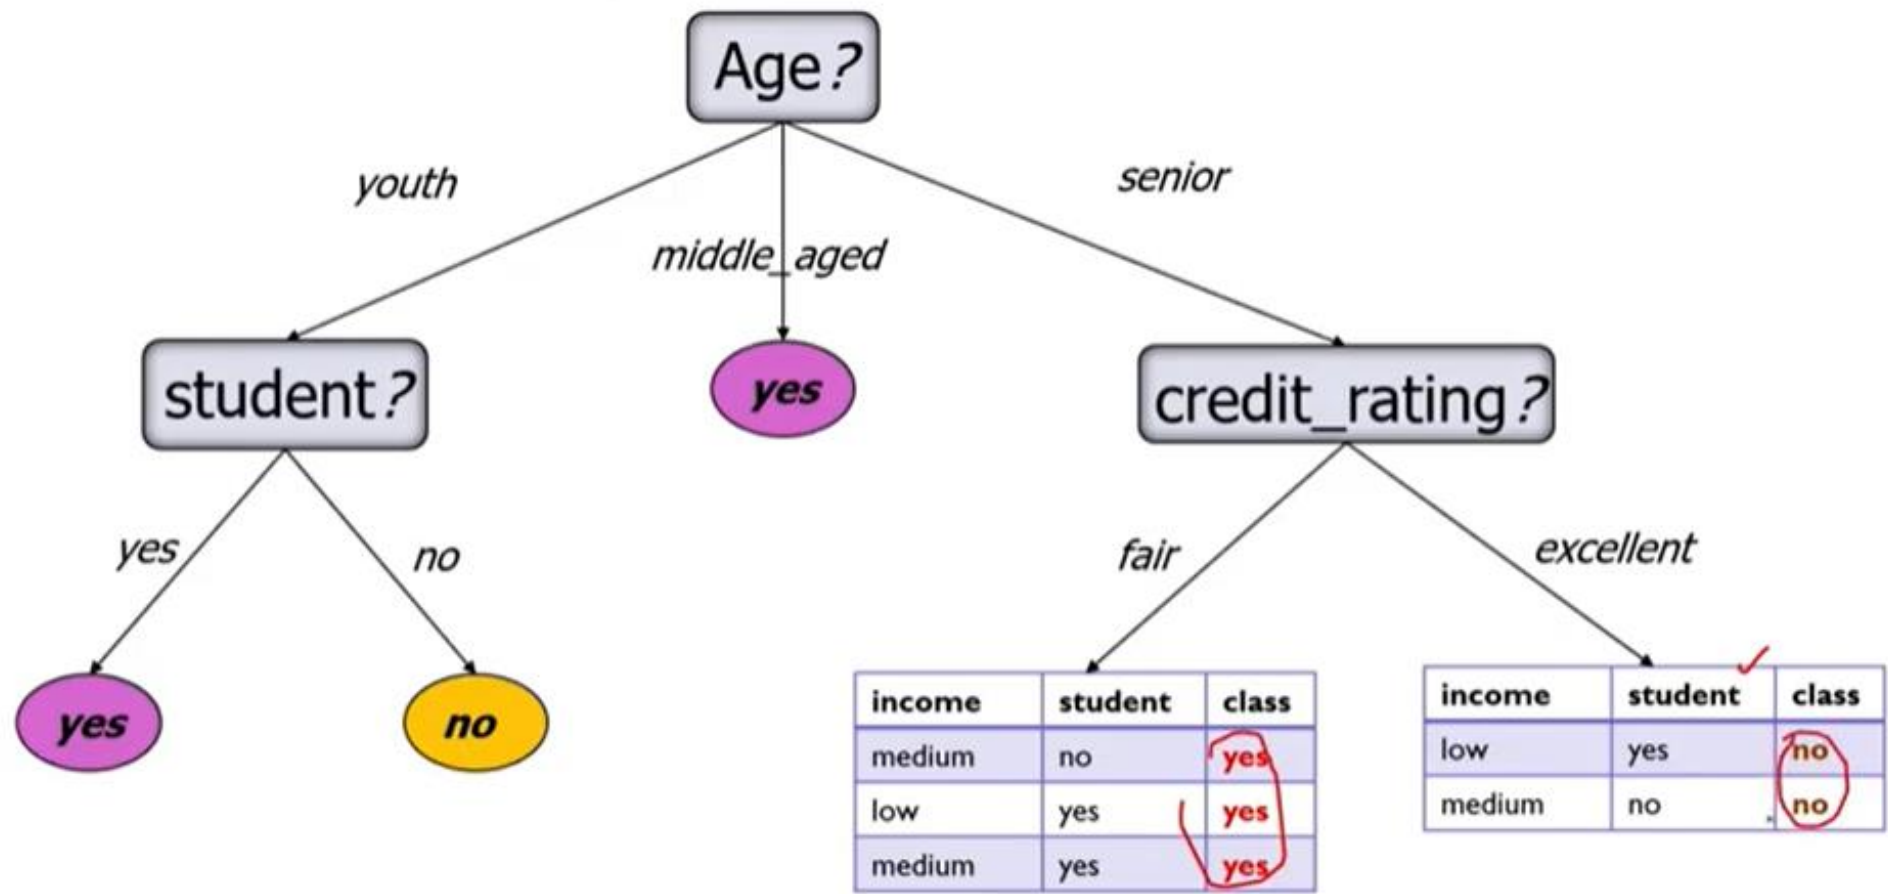 Age?
youth
senior
middle_aged
student?
yes
credit_rating?
yes
no
fair
excellent
yes
no
income student class
medium no yes
low yes yes
medium yes yes
income student class
low yes no
medium no no